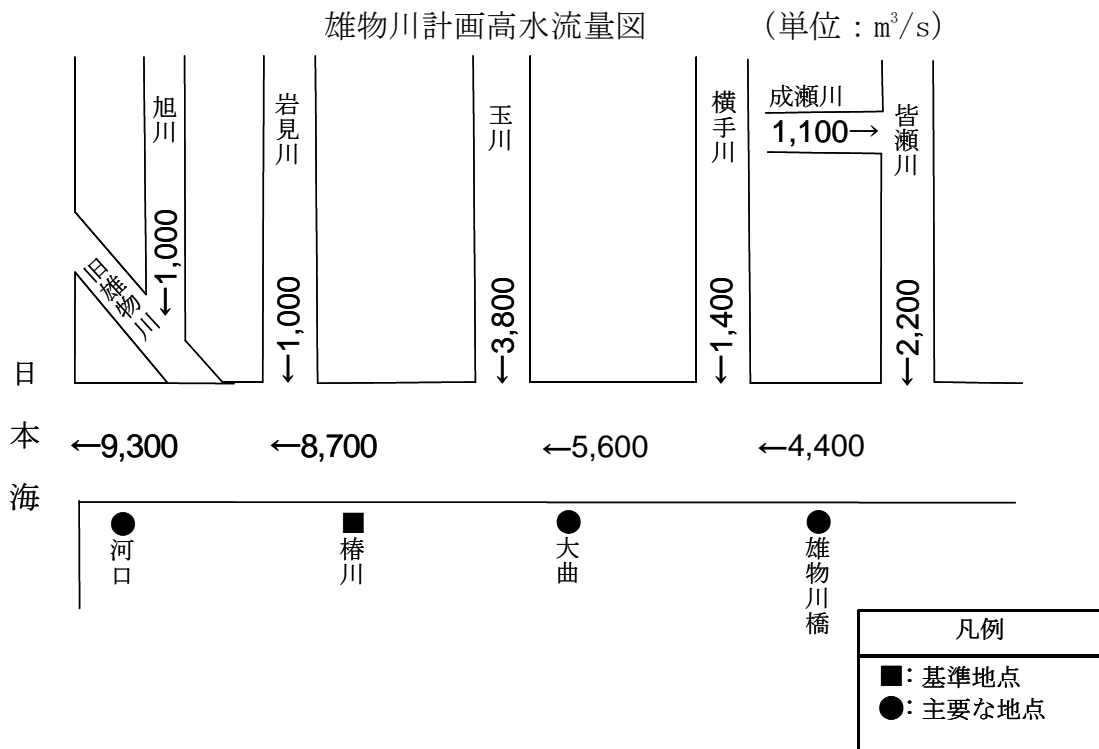 雄物川計画高水流量図 (単位:m³/s)
旭川
岩見川
玉川
横手川
成瀬川
1,100→
皆瀬川
←1,000
旧雄物川
←1,000
←3,800
←1,400
←2,200
日本海
←9,300
←8,700
←5,600
←4,400
●
河口
■
椿川
●
大曲
●
雄物川橋
凡例
■:基準地点
●:主要な地点